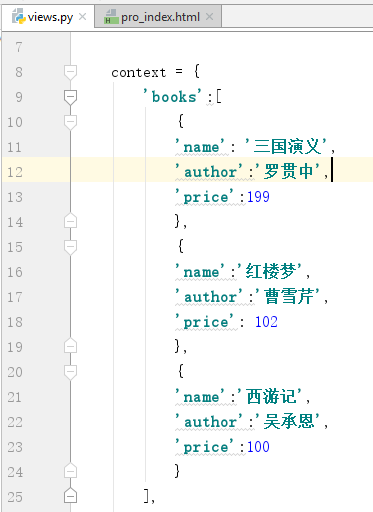 views.py pro_index.html
7
8 context = {
9 'books':[
10 {
11 'name': '三国演义',
12 'author':'罗贯中',
13 'price':199
14 },
15 {
16 'name':'红楼梦',
17 'author':'曹雪芹',
18 'price': 102
19 },
20 {
21 'name':'西游记',
22 'author':'吴承恩',
23 'price':100
24 }
25 ],